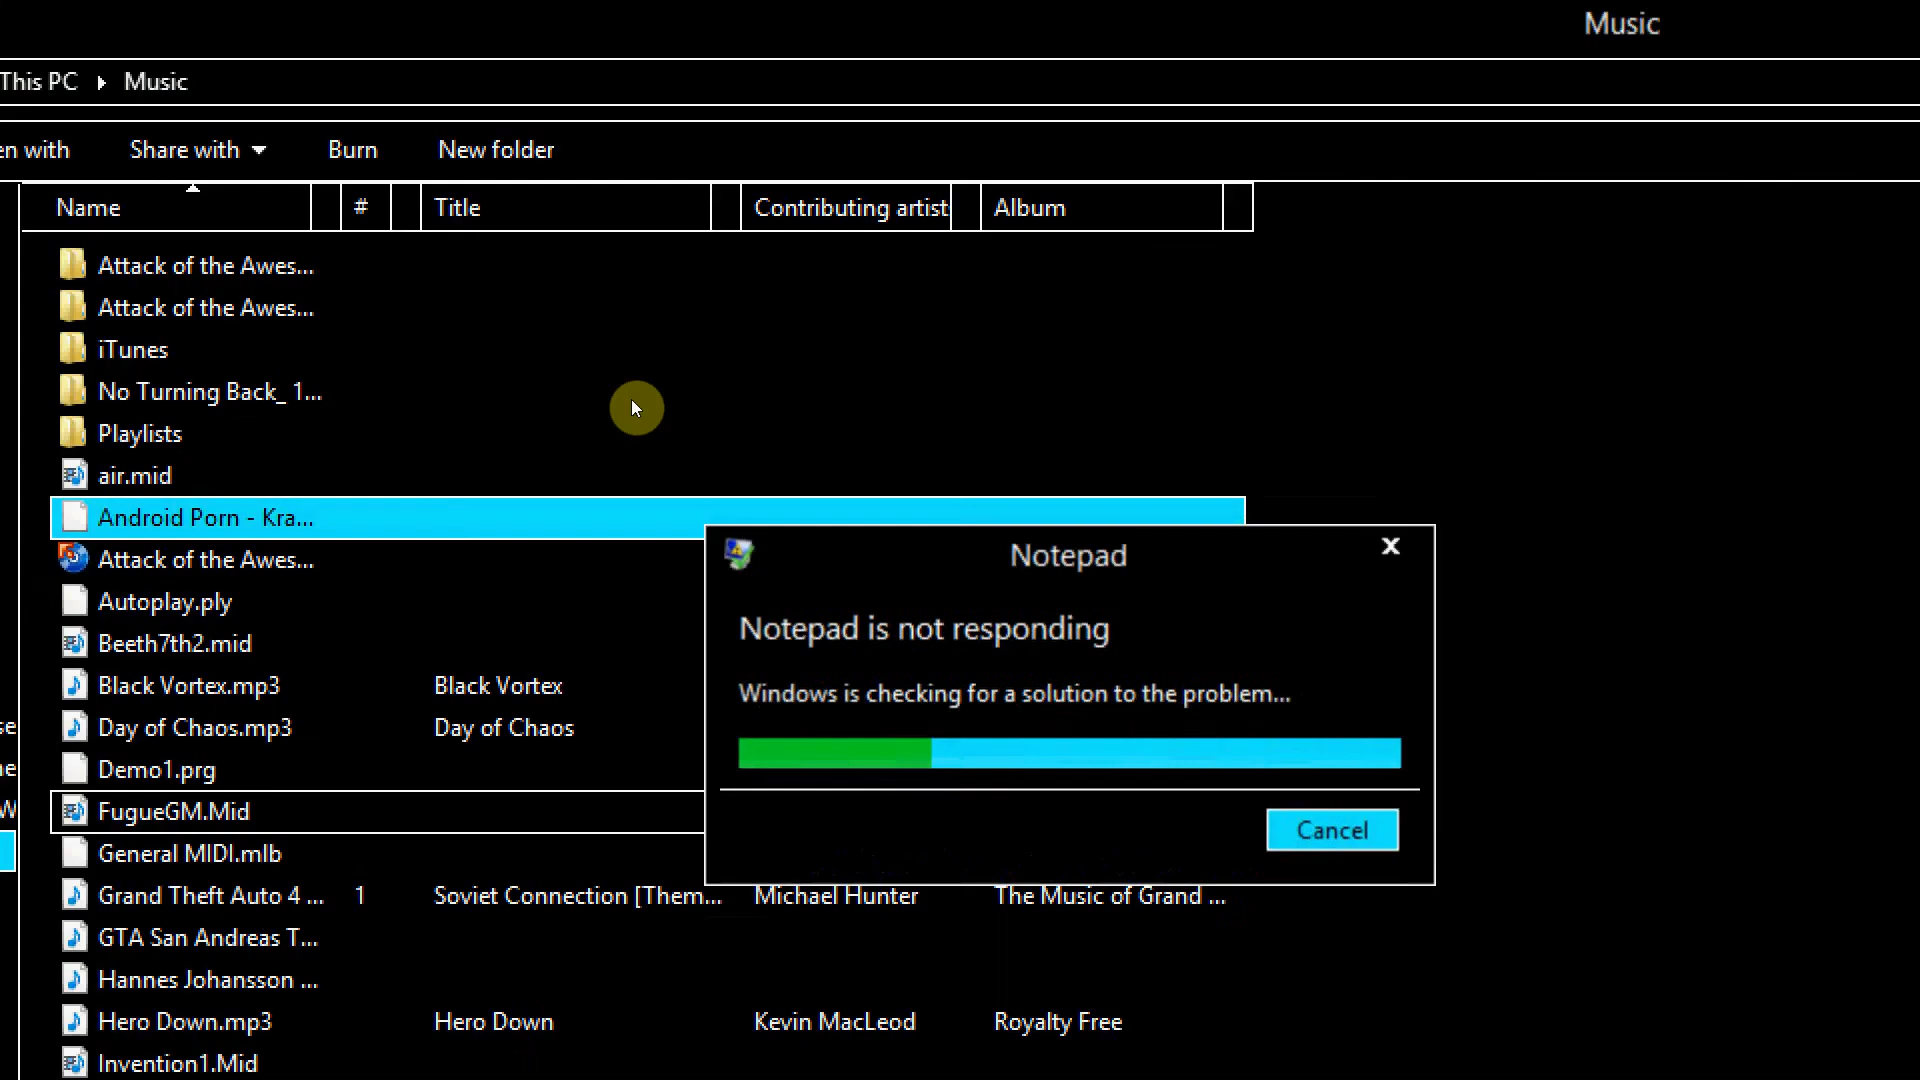 Music
This PC Music
en with Share with Burn New folder
Name # Title Contributing artist Album
Attack of the Awes...
Attack of the Awes...
iTunes
No Turning Back_ 1...
Playlists
air.mid
Android Porn - Kra...
Attack of the Awes...
Autoplay.ply
Beeth7th2.mid
Black Vortex.mp3 Black Vortex
se Day of Chaos.mp3 Day of Chaos
Demo1.prg
W FugueGM.Mid
General MIDI.mlb
Grand Theft Auto 4 ... 1 Soviet Connection [Them... Michael Hunter The Music of Grand ...
GTA San Andreas T...
Hannes Johansson ...
Hero Down.mp3 Hero Down Kevin MacLeod Royalty Free
Invention1.Mid
Notepad
X
Notepad is not responding
Windows is checking for a solution to the problem...
Cancel